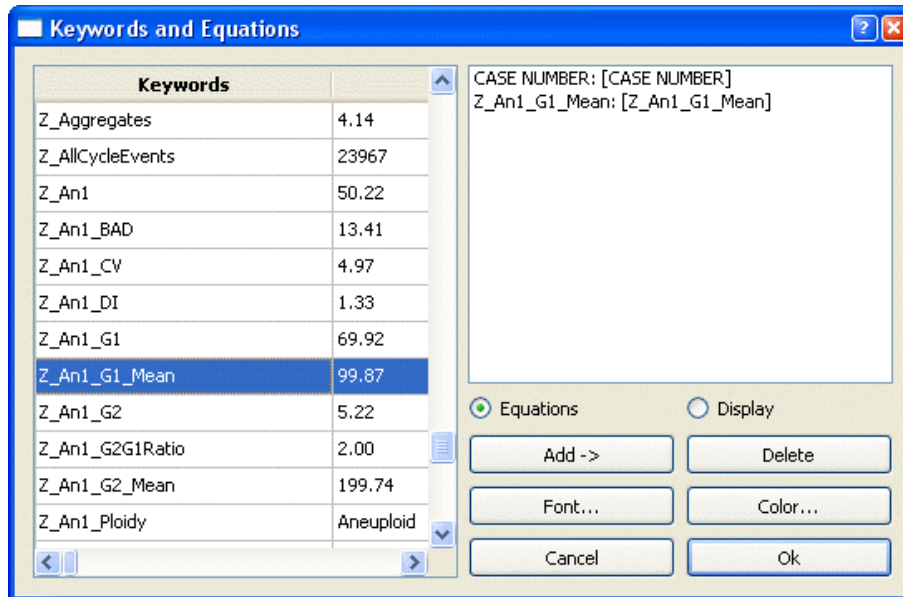 Keywords and Equations
Keywords
Z_Aggregates 4.14
Z_AllCycleEvents 23967
Z_An1 50.22
Z_An1_BAD 13.41
Z_An1_CV 4.97
Z_An1_DI 1.33
Z_An1_G1 69.92
Z_An1_G1_Mean 99.87
Z_An1_G2 5.22
Z_An1_G2G1Ratio 2.00
Z_An1_G2_Mean 199.74
Z_An1_Ploidy Aneuploid
CASE NUMBER: [CASE NUMBER]
Z_An1_G1_Mean: [Z_An1_G1_Mean]
Equations Display
Add -> Delete
Font... Color...
Cancel Ok